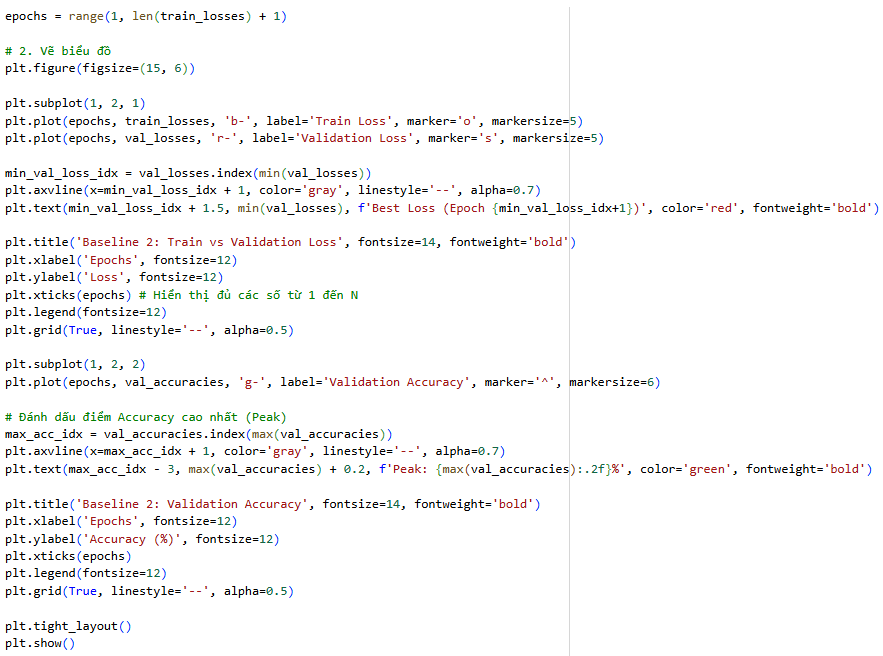 epochs = range(1, len(train_losses) + 1)
# 2. Vẽ biểu đồ
plt.figure(figsize=(15, 6))
plt.subplot(1, 2, 1)
plt.plot(epochs, train_losses, 'b-', label='Train Loss', marker='o', markersize=5)
plt.plot(epochs, val_losses, 'r-', label='Validation Loss', marker='s', markersize=5)
min_val_loss_idx = val_losses.index(min(val_losses))
plt.axvline(x=min_val_loss_idx + 1, color='gray', linestyle='--', alpha=0.7)
plt.text(min_val_loss_idx + 1.5, min(val_losses), f'Best Loss (Epoch {min_val_loss_idx+1})', color='red', fontweight='bold')
plt.title('Baseline 2: Train vs Validation Loss', fontsize=14, fontweight='bold')
plt.xlabel('Epochs', fontsize=12)
plt.ylabel('Loss', fontsize=12)
plt.xticks(epochs) # Hiển thị đủ các số từ 1 đến N
plt.legend(fontsize=12)
plt.grid(True, linestyle='--', alpha=0.5)
plt.subplot(1, 2, 2)
plt.plot(epochs, val_accuracies, 'g-', label='Validation Accuracy', marker='^', markersize=6)
# Đánh dấu điểm Accuracy cao nhất (Peak)
max_acc_idx = val_accuracies.index(max(val_accuracies))
plt.axvline(x=max_acc_idx + 1, color='gray', linestyle='--', alpha=0.7)
plt.text(max_acc_idx - 3, max(val_accuracies) + 0.2, f'Peak: {max(val_accuracies):.2f}%', color='green', fontweight='bold')
plt.title('Baseline 2: Validation Accuracy', fontsize=14, fontweight='bold')
plt.xlabel('Epochs', fontsize=12)
plt.ylabel('Accuracy (%)', fontsize=12)
plt.xticks(epochs)
plt.legend(fontsize=12)
plt.grid(True, linestyle='--', alpha=0.5)
plt.tight_layout()
plt.show()